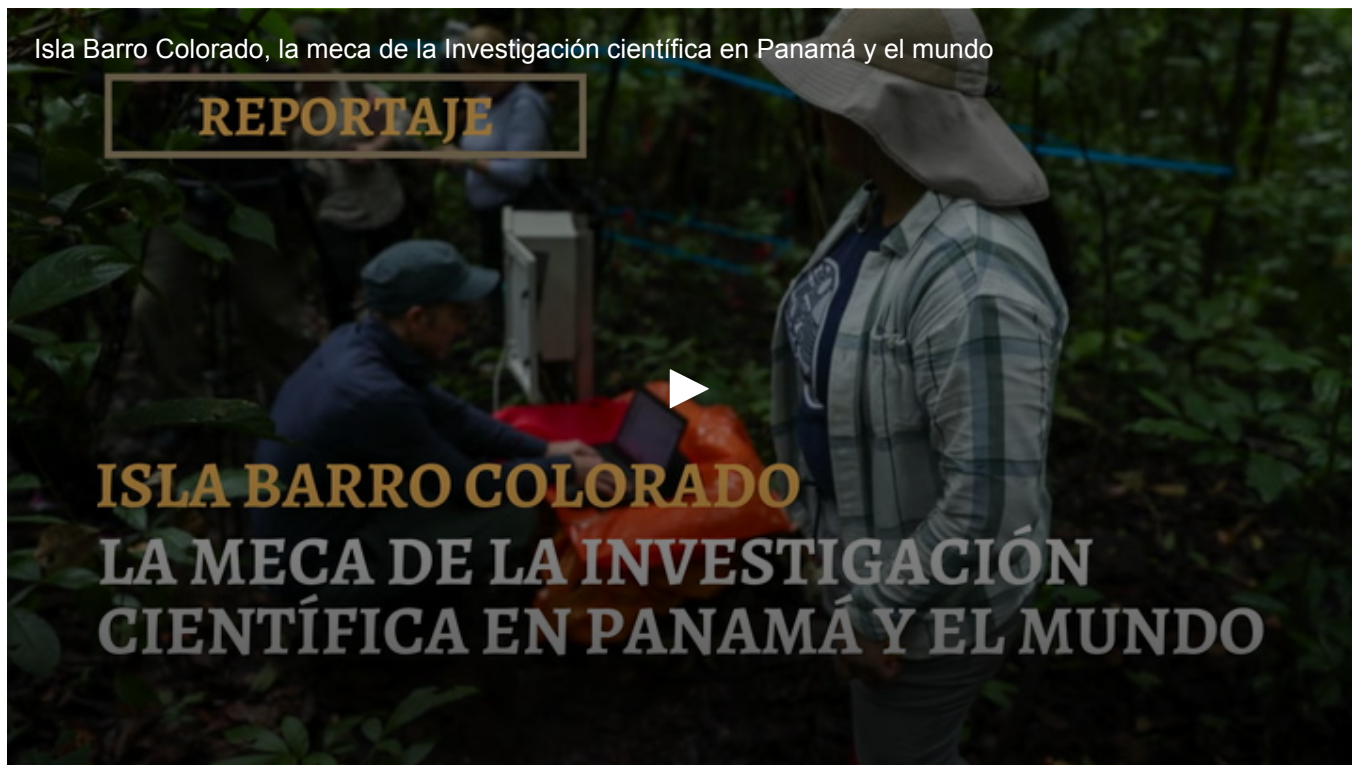 Isla Barro Colorado, la meca de la Investigación científica en Panamá y el mundo
REPORTAJE
ISLA BARRO COLORADO
LA MECA DE LA INVESTIGACIÓN
CIENTÍFICA EN PANAMÁ Y EL MUNDO